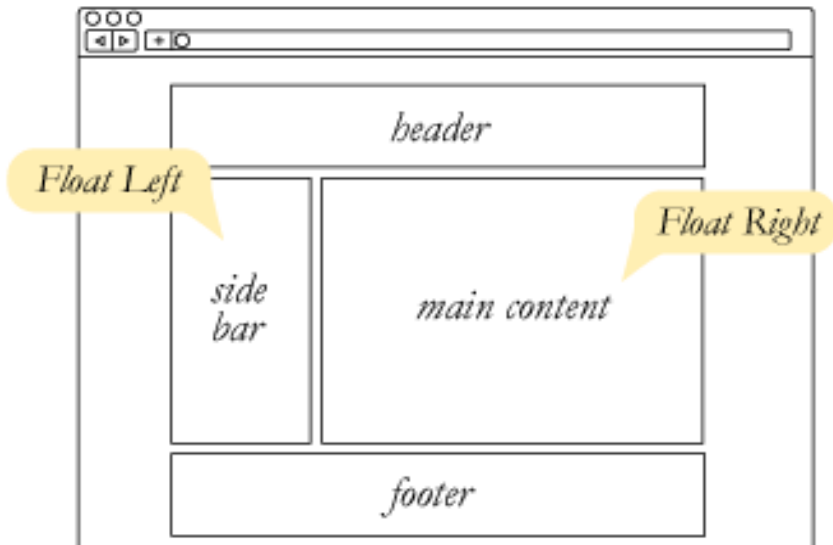 header
Float Left
Float Right
side
bar
main content
footer